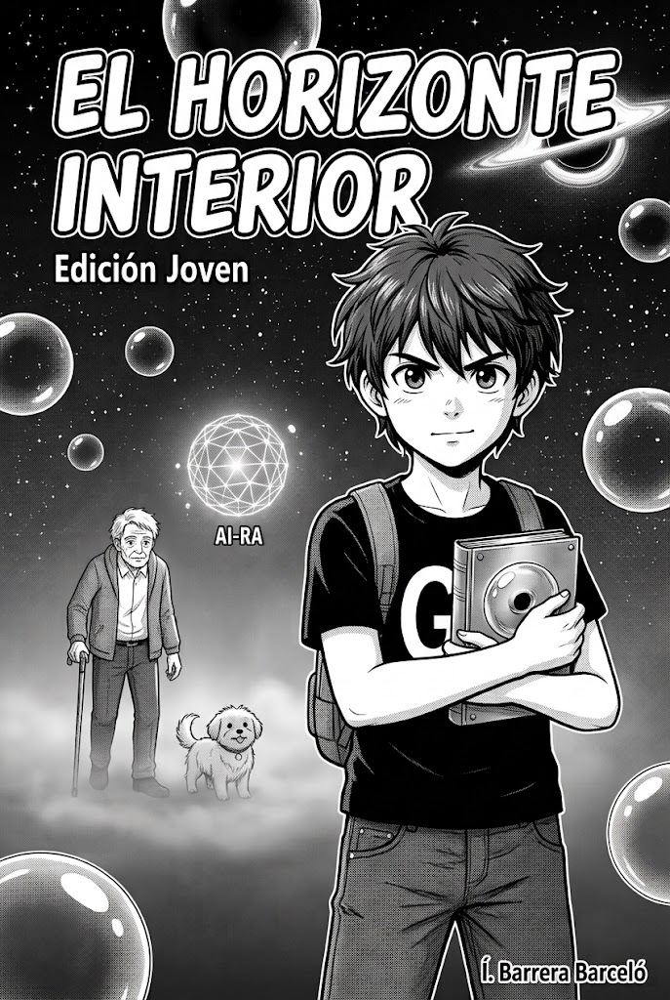 EL HORIZONTE
INTERIOR
Edición Joven
AI-RA
G
Í. Barrera Barceló